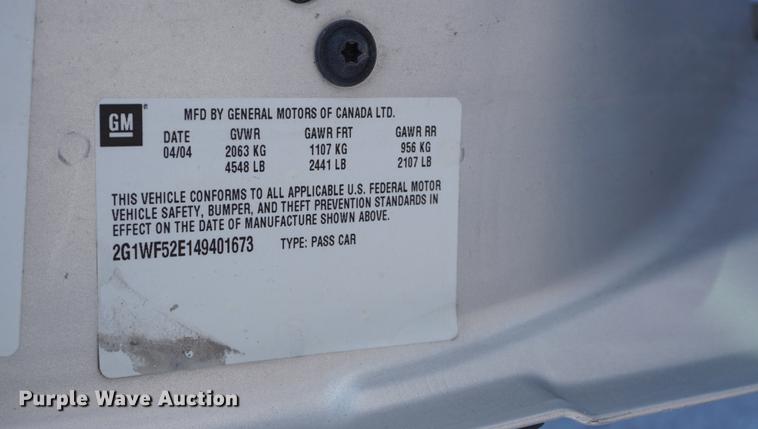 GM
MFD BY GENERAL MOTORS OF CANADA LTD.
DATE GVWR GAWR FRT GAWR RR
04/04 2063 KG 1107 KG 956 KG
4548 LB 2441 LB 2107 LB
THIS VEHICLE CONFORMS TO ALL APPLICABLE U.S. FEDERAL MOTOR
VEHICLE SAFETY, BUMPER, AND THEFT PREVENTION STANDARDS IN
EFFECT ON THE DATE OF MANUFACTURE SHOWN ABOVE.
2G1WF52E149401673 TYPE: PASS CAR
Purple Wave Auction